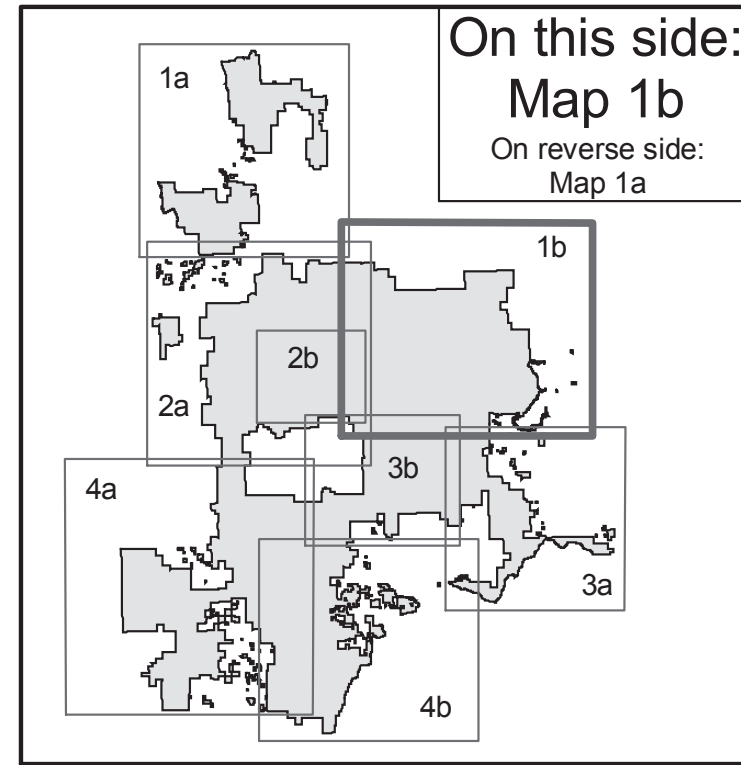 On this side:
Map 1b
On reverse side:
Map 1a
1a
1b
2b
2a
3b
4a
3a
4b